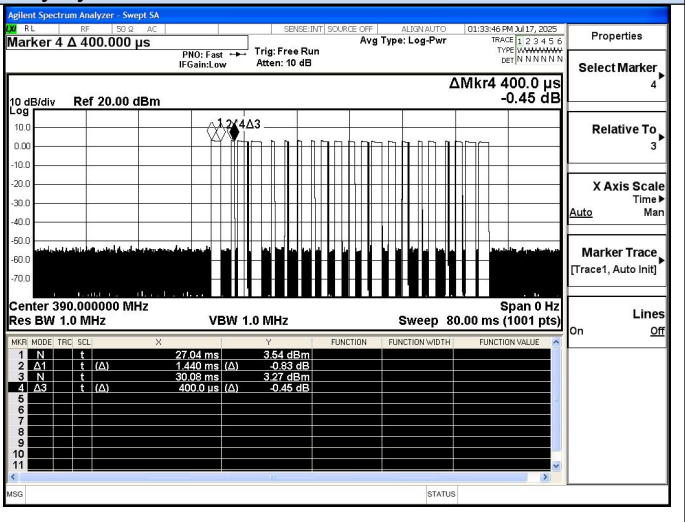 Agilent Spectrum Analyzer - Swept SA
RL RF 50 Ω AC SENSE:INT SOURCE OFF ALIGN AUTO 01:33:46 PM Jul 17, 2025
Marker 4 Δ 400.000 µs
PNO: Fast
IFGain:Low
Trig: Free Run
Atten: 10 dB
Avg Type: Log-Pwr
TRACE 1 2 3 4 5 6
TYPE WWWWWW
DET N N N N N N
ΔMkr4 400.0 µs
-0.45 dB
10 dB/div Ref 20.00 dBm
Log
10.0
0.00
-10.0
-20.0
-30.0
-40.0
-50.0
-60.0
-70.0
1 2 4Δ3
Center 390.000000 MHz Span 0 Hz
Res BW 1.0 MHz VBW 1.0 MHz Sweep 80.00 ms (1001 pts)
MKR MODE TRC SCL X Y FUNCTION FUNCTION WIDTH FUNCTION VALUE
1 N t 27.04 ms 3.54 dBm
2 Δ1 t (Δ) 1.440 ms (Δ) -0.83 dB
3 N t 30.08 ms 3.27 dBm
4 Δ3 t (Δ) 400.0 µs (Δ) -0.45 dB
5
6
7
8
9
10
11
MSG STATUS
Properties
Select Marker
4
Relative To
3
X Axis Scale
Time
Auto Man
Marker Trace
[Trace1, Auto Init]
Lines
On Off